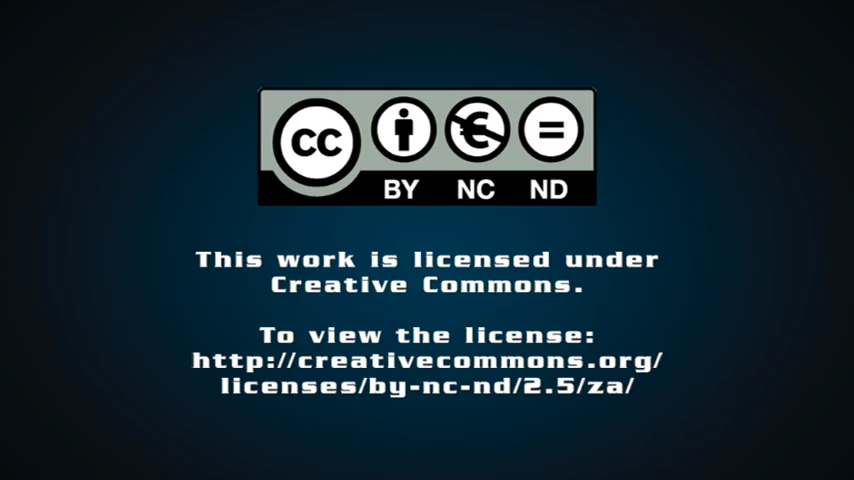 CC
BY NC ND
This work is licensed under
Creative Commons.
To view the license:
http://creativecommons.org/
licenses/by-nc-nd/2.5/za/